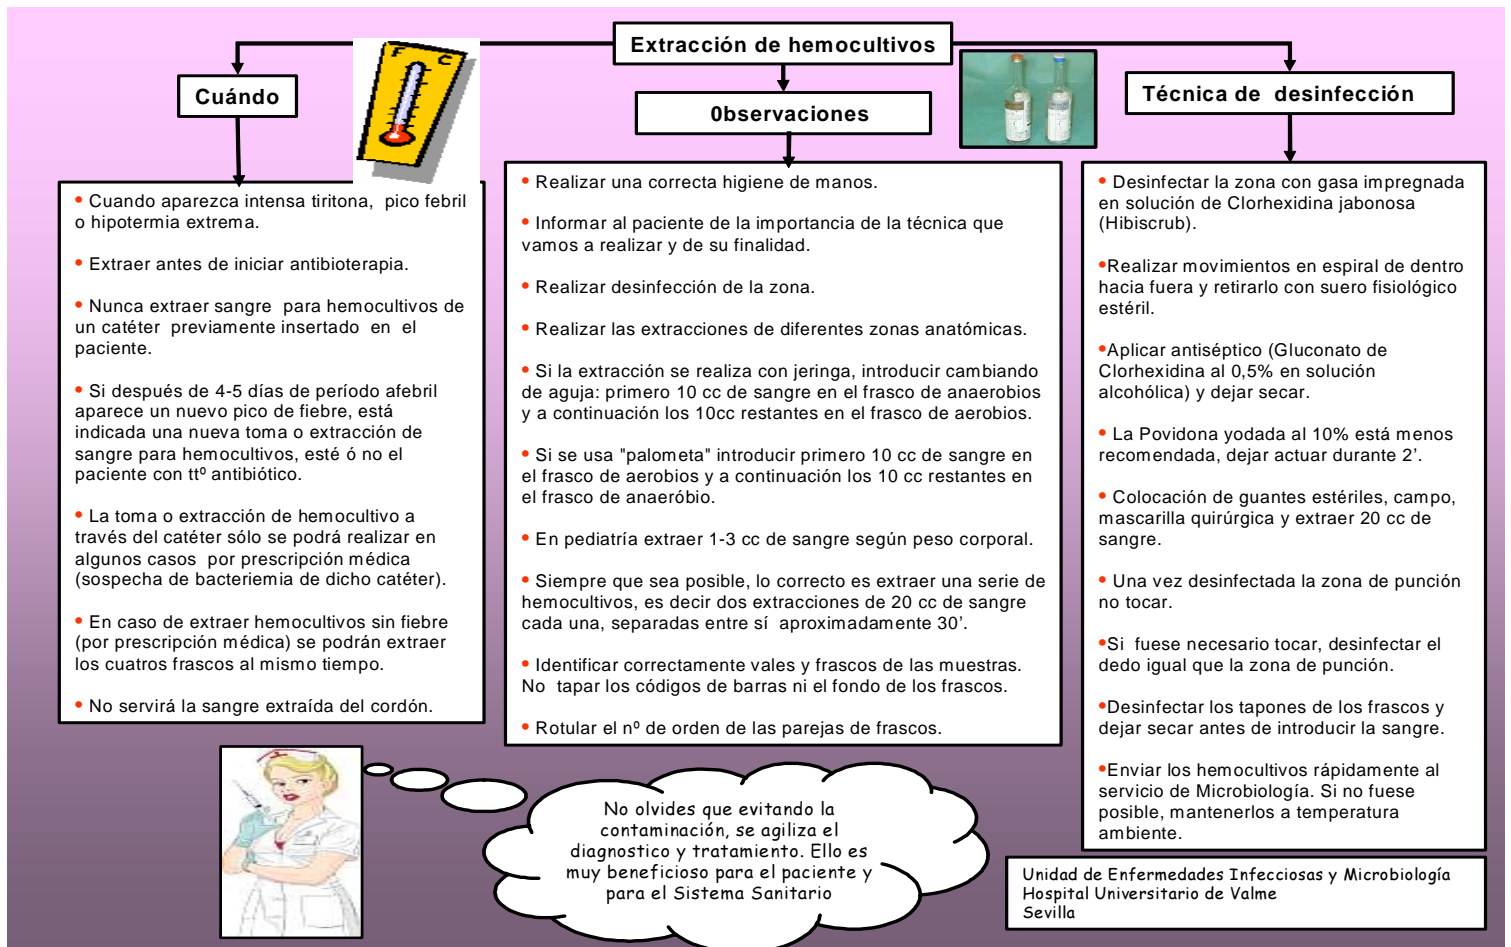 Extracción de hemocultivos
Cuándo
0bservaciones
Técnica de desinfección
F C
• Cuando aparezca intensa tiritona, pico febril
o hipotermia extrema.
• Extraer antes de iniciar antibioterapia.
• Nunca extraer sangre para hemocultivos de
un catéter previamente insertado en el
paciente.
• Si después de 4-5 días de período afebril
aparece un nuevo pico de fiebre, está
indicada una nueva toma o extracción de
sangre para hemocultivos, esté ó no el
paciente con ttº antibiótico.
• La toma o extracción de hemocultivo a
través del catéter sólo se podrá realizar en
algunos casos por prescripción médica
(sospecha de bacteriemia de dicho catéter).
• En caso de extraer hemocultivos sin fiebre
(por prescripción médica) se podrán extraer
los cuatros frascos al mismo tiempo.
• No servirá la sangre extraída del cordón.
• Realizar una correcta higiene de manos.
• Informar al paciente de la importancia de la técnica que
vamos a realizar y de su finalidad.
• Realizar desinfección de la zona.
• Realizar las extracciones de diferentes zonas anatómicas.
• Si la extracción se realiza con jeringa, introducir cambiando
de aguja: primero 10 cc de sangre en el frasco de anaerobios
y a continuación los 10cc restantes en el frasco de aerobios.
• Si se usa "palometa" introducir primero 10 cc de sangre en
el frasco de aerobios y a continuación los 10 cc restantes en
el frasco de anaeróbio.
• En pediatría extraer 1-3 cc de sangre según peso corporal.
• Siempre que sea posible, lo correcto es extraer una serie de
hemocultivos, es decir dos extracciones de 20 cc de sangre
cada una, separadas entre sí aproximadamente 30’.
• Identificar correctamente vales y frascos de las muestras.
No tapar los códigos de barras ni el fondo de los frascos.
• Rotular el nº de orden de las parejas de frascos.
• Desinfectar la zona con gasa impregnada
en solución de Clorhexidina jabonosa
(Hibiscrub).
•Realizar movimientos en espiral de dentro
hacia fuera y retirarlo con suero fisiológico
estéril.
•Aplicar antiséptico (Gluconato de
Clorhexidina al 0,5% en solución
alcohólica) y dejar secar.
• La Povidona yodada al 10% está menos
recomendada, dejar actuar durante 2’.
• Colocación de guantes estériles, campo,
mascarilla quirúrgica y extraer 20 cc de
sangre.
• Una vez desinfectada la zona de punción
no tocar.
•Si fuese necesario tocar, desinfectar el
dedo igual que la zona de punción.
•Desinfectar los tapones de los frascos y
dejar secar antes de introducir la sangre.
•Enviar los hemocultivos rápidamente al
servicio de Microbiología. Si no fuese
posible, mantenerlos a temperatura
ambiente.
No olvides que evitando la
contaminación, se agiliza el
diagnostico y tratamiento. Ello es
muy beneficioso para el paciente y
para el Sistema Sanitario
Unidad de Enfermedades Infecciosas y Microbiología
Hospital Universitario de Valme
Sevilla